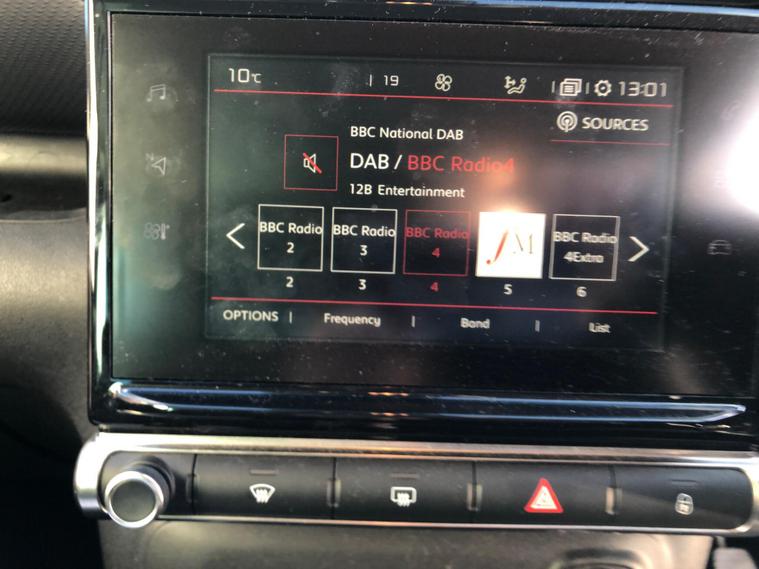 10°C | 19 | | 13:01
SOURCES
BBC National DAB
DAB / BBC Radio4
12B Entertainment
BBC Radio 2
BBC Radio 3
BBC Radio 4
fM
BBC Radio 4Extra
2 3 4 5 6
OPTIONS | Frequency | Band | List